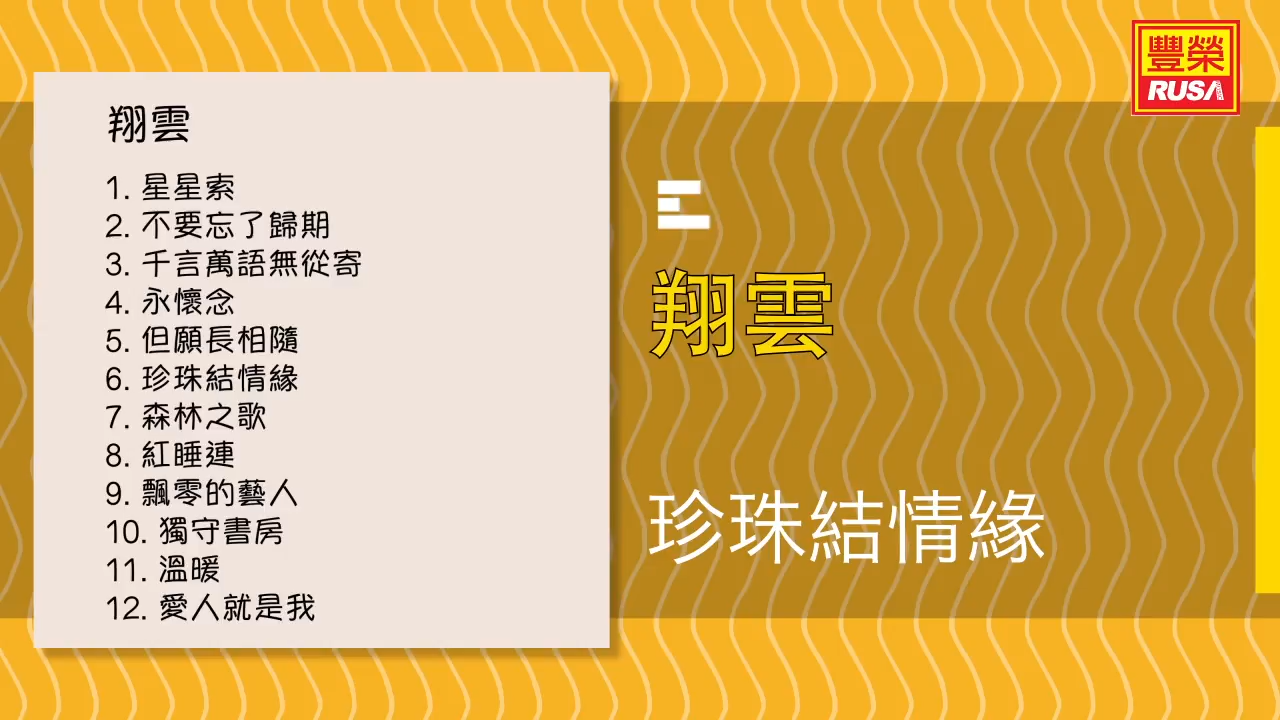 翔雲
1. 星星索
2. 不要忘了歸期
3. 千言萬語無從寄
4. 永懷念
5. 但願長相隨
6. 珍珠結情緣
7. 森林之歌
8. 紅睡連
9. 飄零的藝人
10. 獨守書房
11. 溫暖
12. 愛人就是我
豐榮
RUSA
翔雲
珍珠結情緣